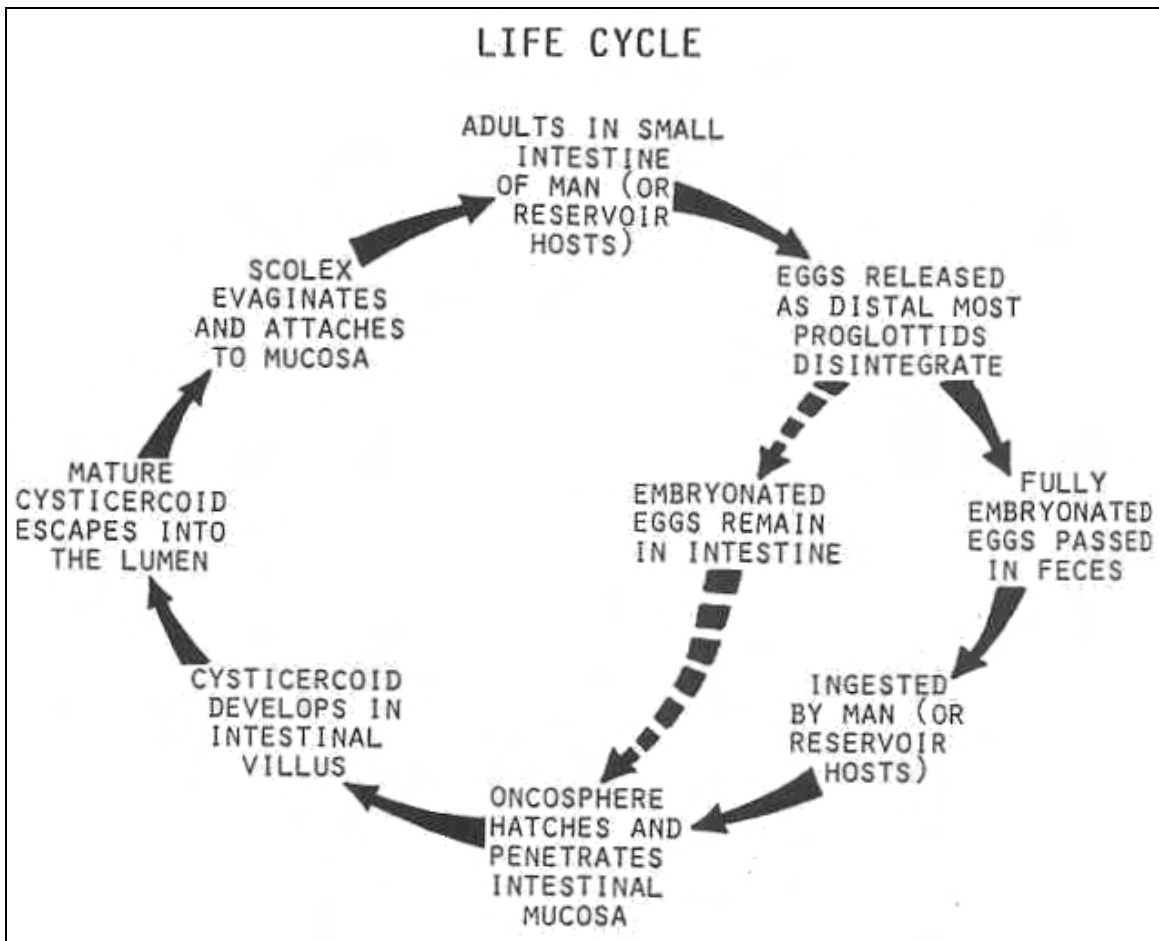 LIFE CYCLE
ADULTS IN SMALL
INTESTINE
OF MAN (OR
RESERVOIR
HOSTS)
EGGS RELEASED
AS DISTAL MOST
PROGLOTTIDS
DISINTEGRATE
FULLY
EMBRYONATED
EGGS PASSED
IN FECES
EMBRYONATED
EGGS REMAIN
IN INTESTINE
INGESTED
BY MAN (OR
RESERVOIR
HOSTS)
ONCOSPHERE
HATCHES AND
PENETRATES
INTESTINAL
MUCOSA
CYSTICERCOID
DEVELOPS IN
INTESTINAL
VILLUS
MATURE
CYSTICERCOID
ESCAPES INTO
THE LUMEN
SCOLEX
EVAGINATES
AND ATTACHES
TO MUCOSA